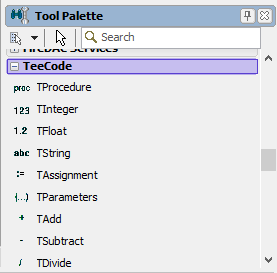 Tool Palette
Search
FireDAC Services
TeeCode
proc TProcedure
123 TInteger
1.2 TFloat
abc TString
:= TAssignment
(...) TParameters
+ TAdd
- TSubtract
/ TDivide